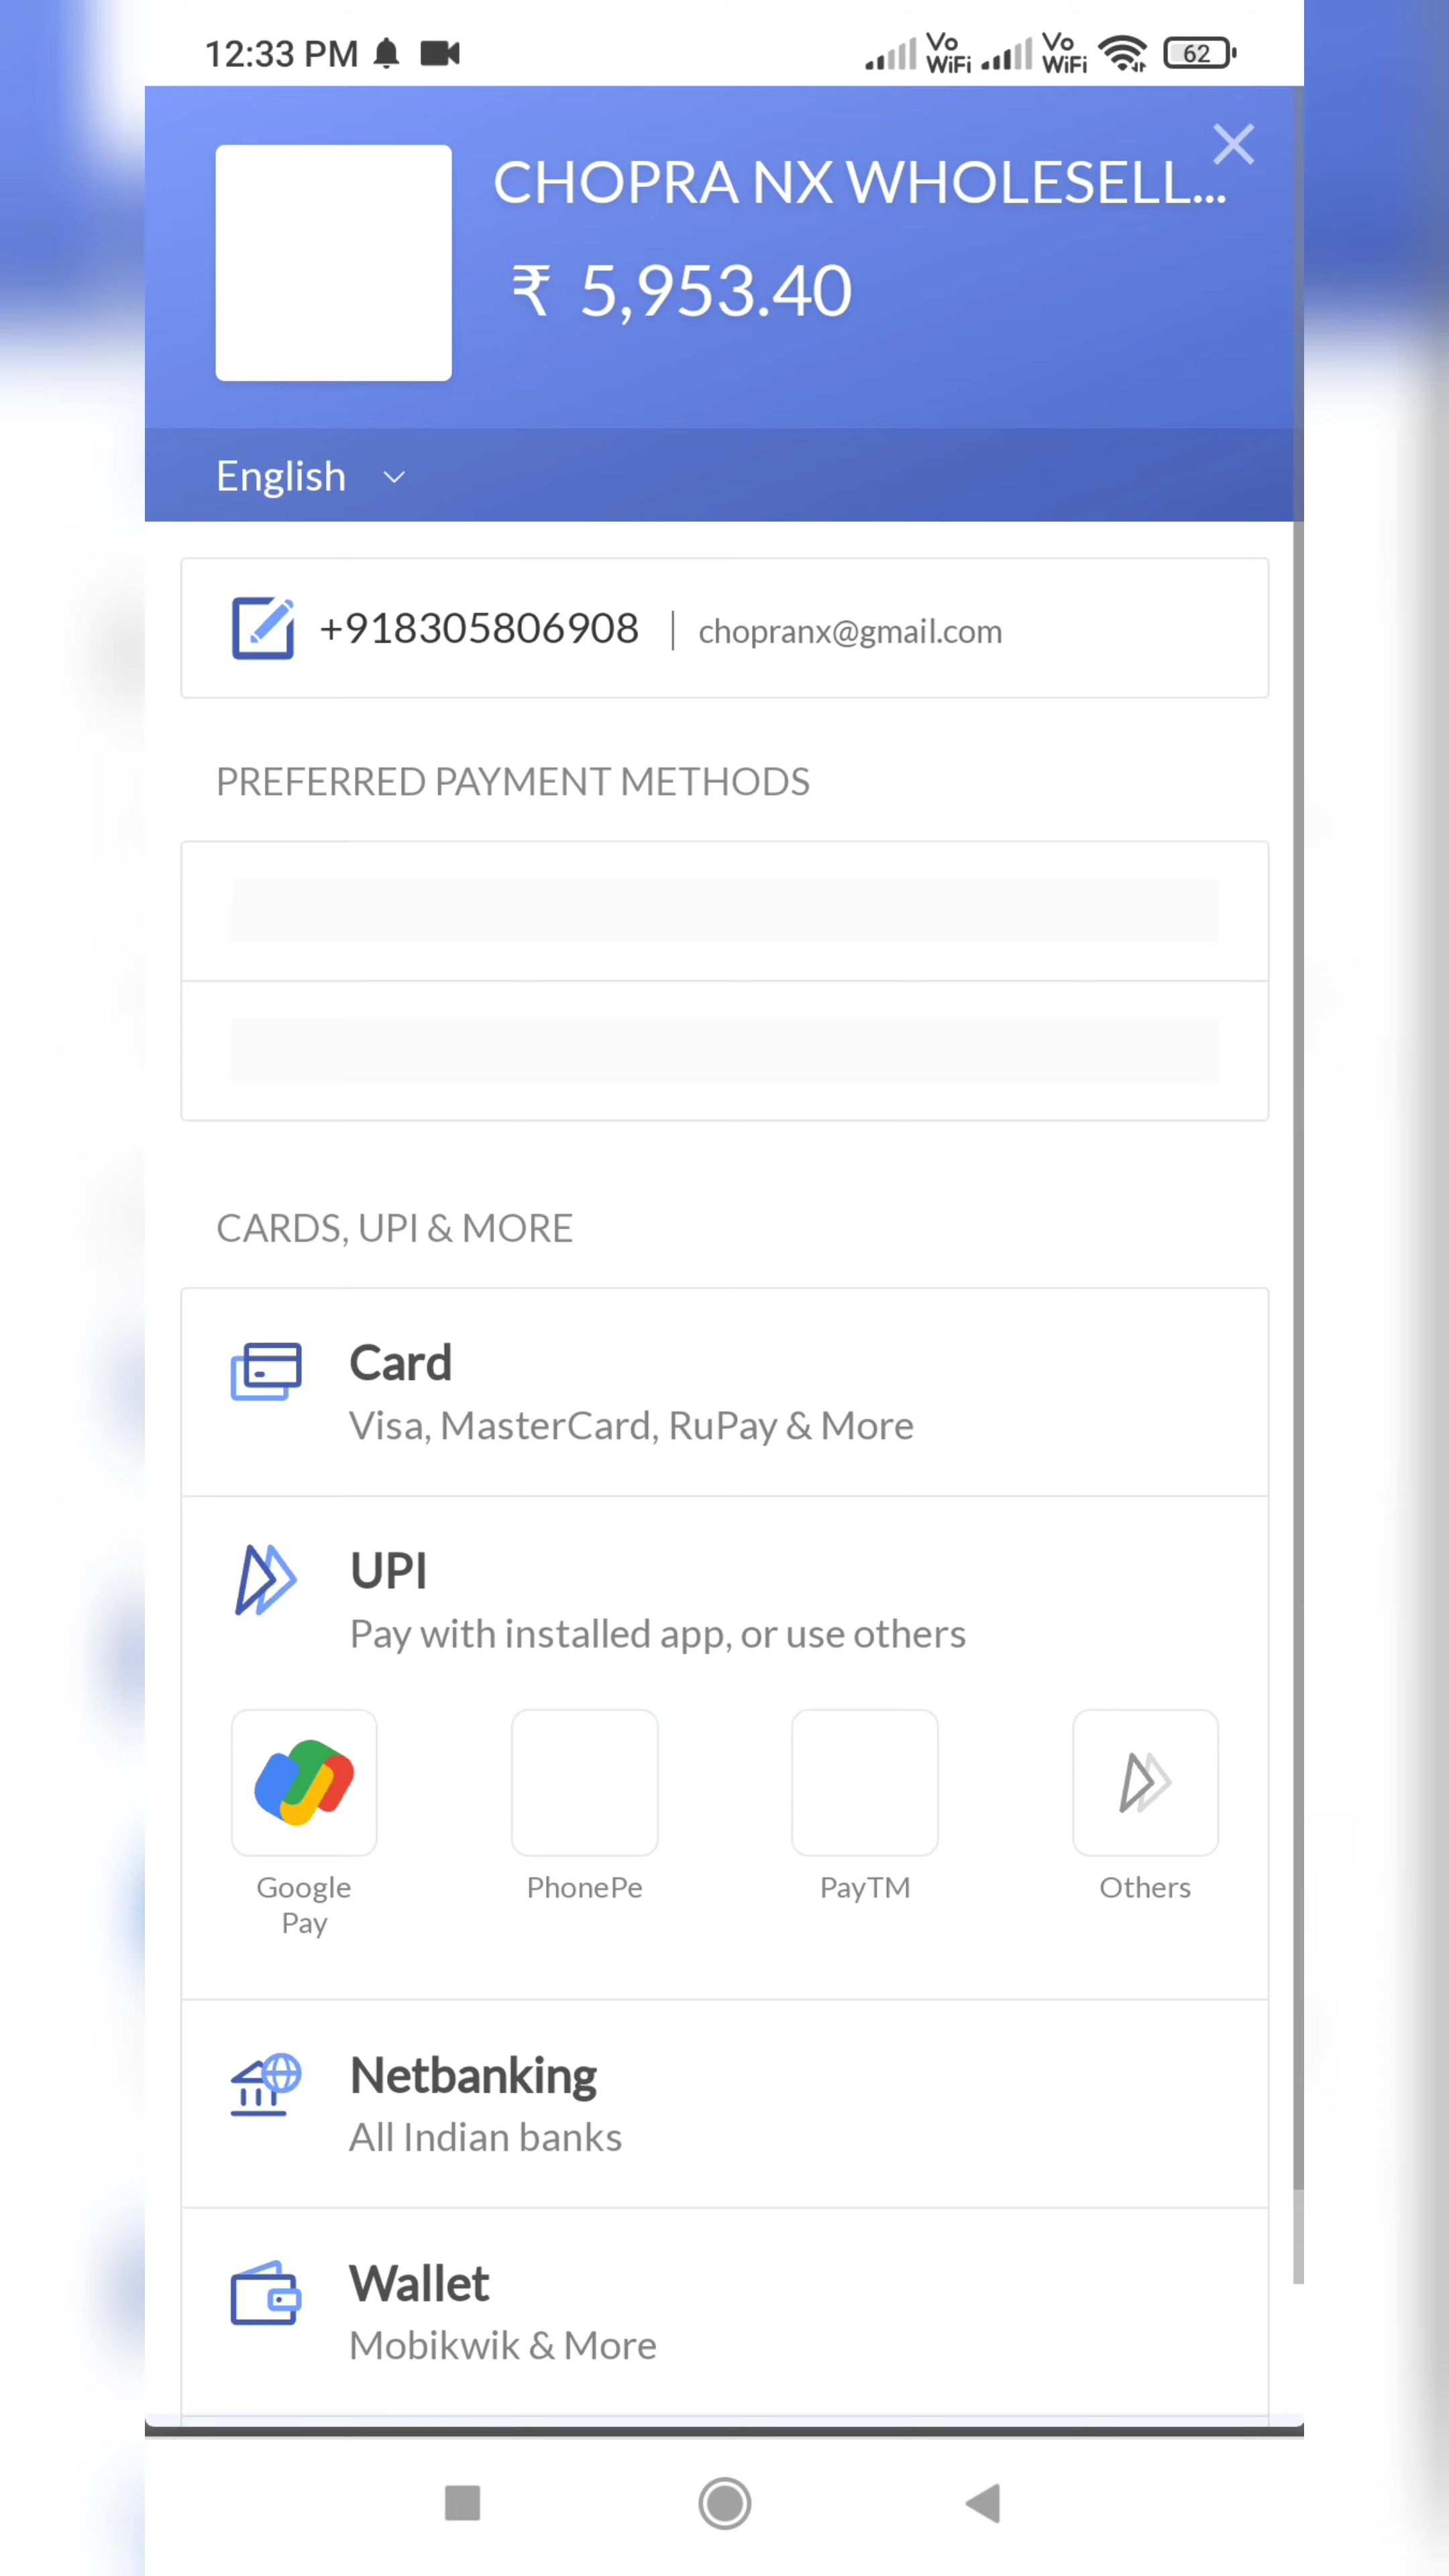 12:33 PM
Vo WiFi Vo WiFi 62
CHOPRA NX WHOLESELL...
₹ 5,953.40
English
+918305806908 | chopranx@gmail.com
PREFERRED PAYMENT METHODS
CARDS, UPI & MORE
Card
Visa, MasterCard, RuPay & More
UPI
Pay with installed app, or use others
Google Pay
PhonePe
PayTM
Others
Netbanking
All Indian banks
Wallet
Mobikwik & More